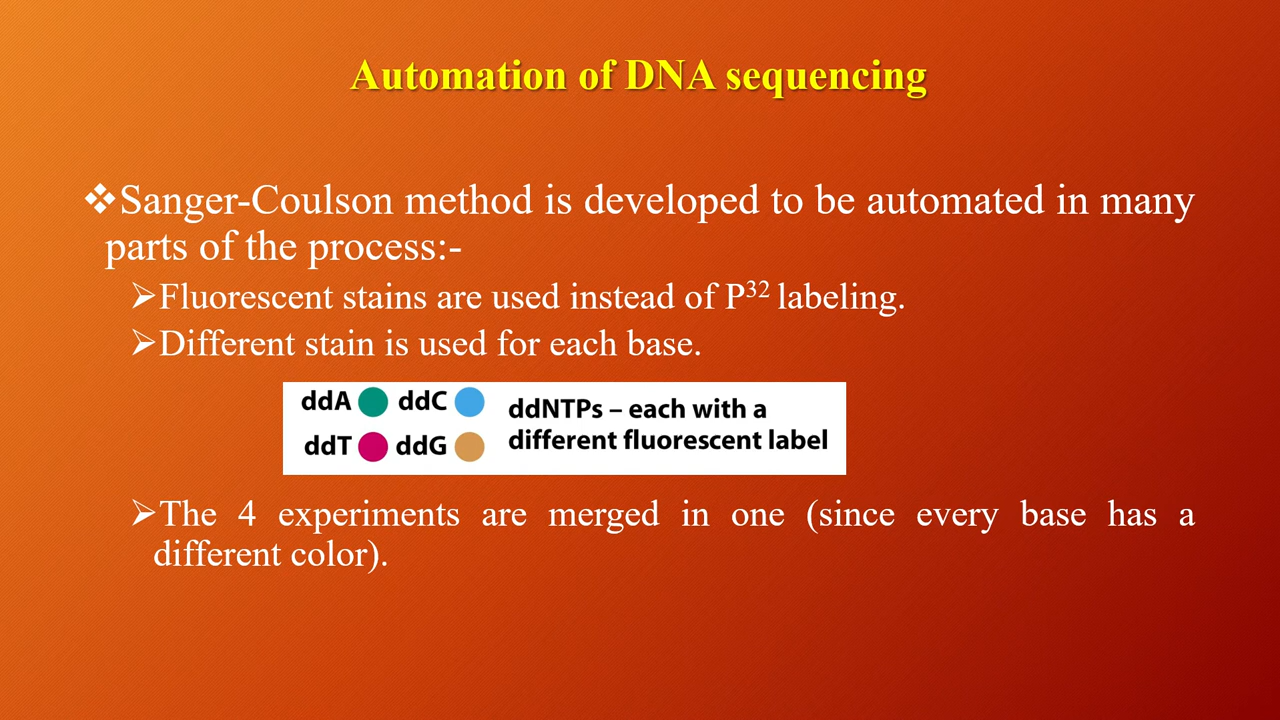 Automation of DNA sequencing
❖Sanger-Coulson method is developed to be automated in many
parts of the process:-
➢Fluorescent stains are used instead of P³² labeling.
➢Different stain is used for each base.
ddA ddC
ddT ddG
ddNTPs – each with a
different fluorescent label
➢The 4 experiments are merged in one (since every base has a
different color).